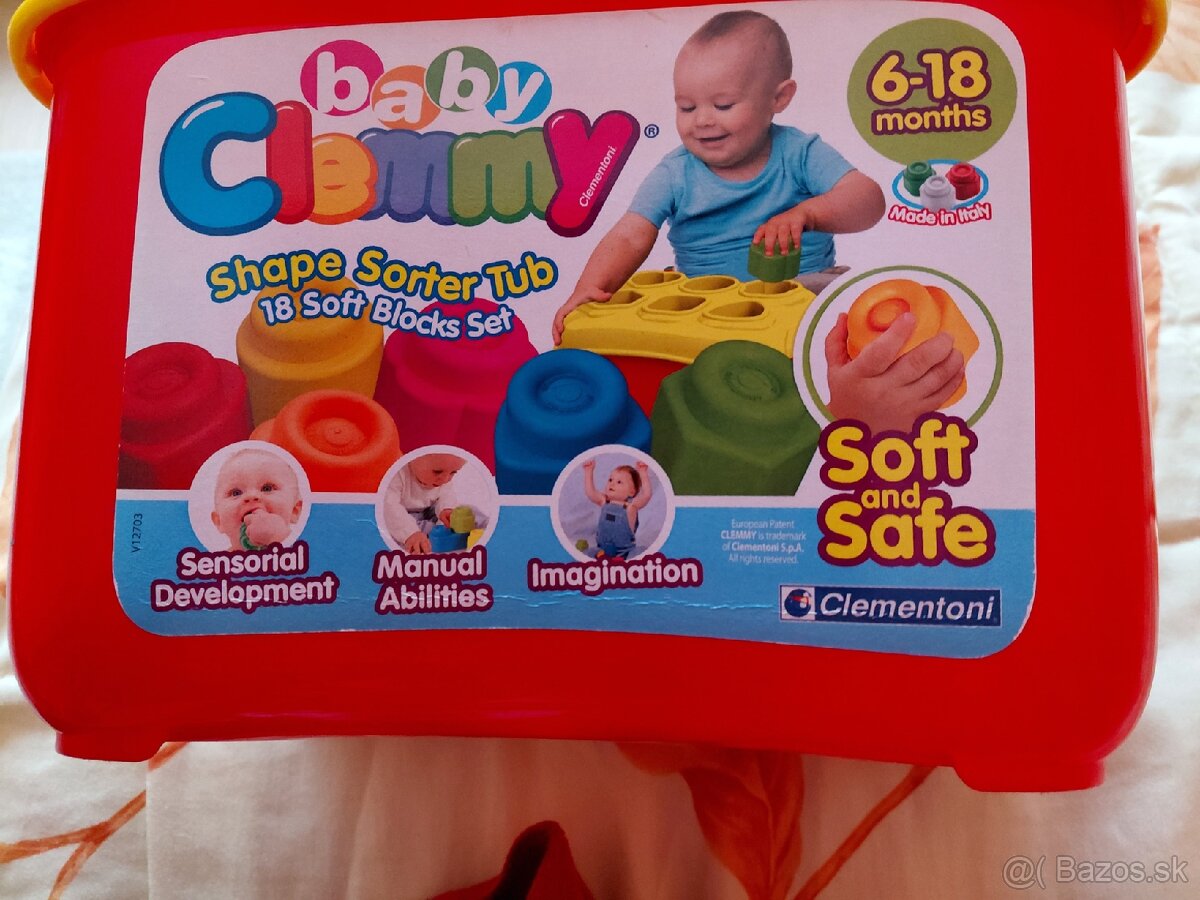 baby
Clemmy®
Clementoni
6-18
months
Made in Italy
Shape Sorter Tub
18 Soft Blocks Set
Soft
and
Safe
Sensorial
Development
Manual
Abilities
Imagination
European Patent
CLEMMY is trademark
of Clementoni S.p.A.
All rights reserved.
Clementoni
V12703
@( Bazos.sk